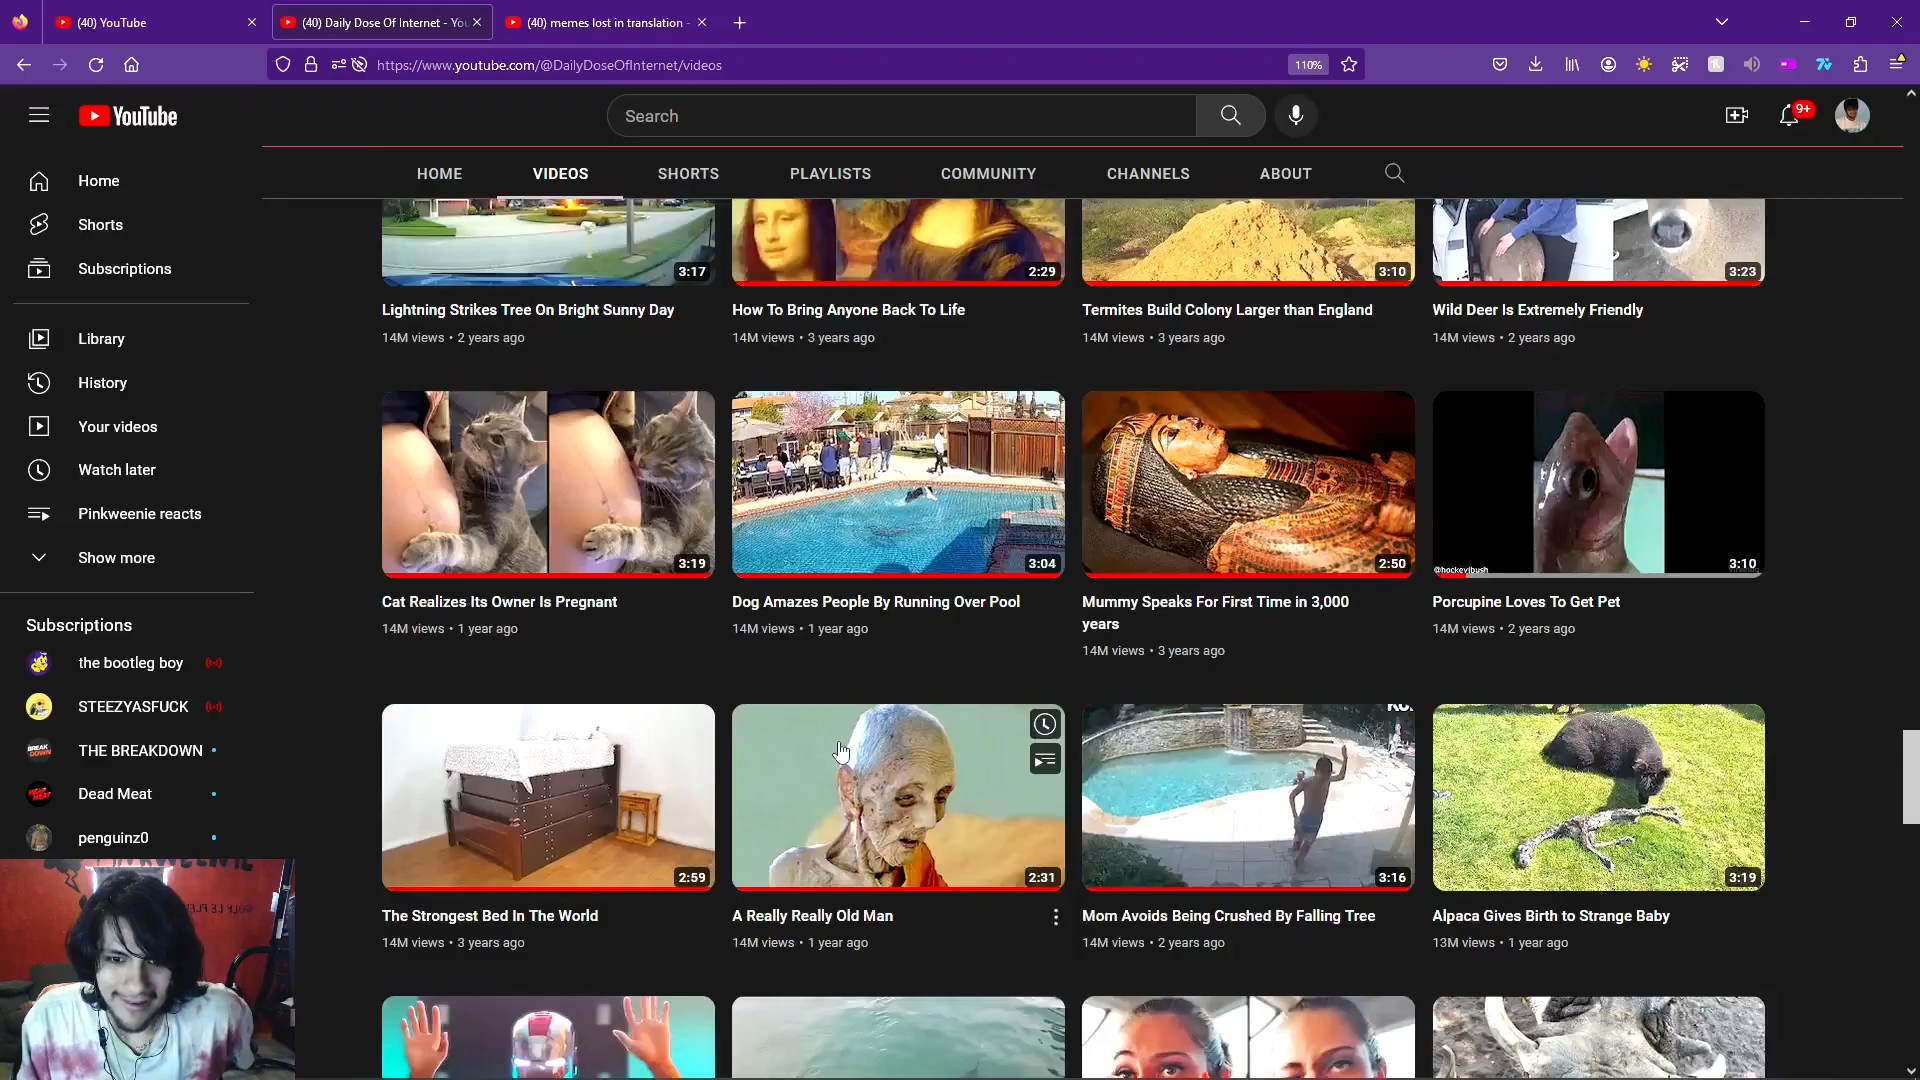 (40) YouTube
(40) Daily Dose Of Internet - You
(40) memes lost in translation -
https://www.youtube.com/@DailyDoseOfInternet/videos
110%
YouTube
Search
9+
HOME
VIDEOS
SHORTS
PLAYLISTS
COMMUNITY
CHANNELS
ABOUT
Home
Shorts
Subscriptions
Library
History
Your videos
Watch later
Pinkweenie reacts
Show more
Subscriptions
the bootleg boy
STEEZYASFUCK
THE BREAKDOWN
Dead Meat
penguinz0
3:17
2:29
3:10
3:23
Lightning Strikes Tree On Bright Sunny Day
14M views • 2 years ago
How To Bring Anyone Back To Life
14M views • 3 years ago
Termites Build Colony Larger than England
14M views • 3 years ago
Wild Deer Is Extremely Friendly
14M views • 2 years ago
3:19
3:04
2:50
@hockeyjbush
3:10
Cat Realizes Its Owner Is Pregnant
14M views • 1 year ago
Dog Amazes People By Running Over Pool
14M views • 1 year ago
Mummy Speaks For First Time in 3,000
years
14M views • 3 years ago
Porcupine Loves To Get Pet
14M views • 2 years ago
2:59
2:31
3:16
3:19
The Strongest Bed In The World
14M views • 3 years ago
A Really Really Old Man
14M views • 1 year ago
Mom Avoids Being Crushed By Falling Tree
14M views • 2 years ago
Alpaca Gives Birth to Strange Baby
13M views • 1 year ago